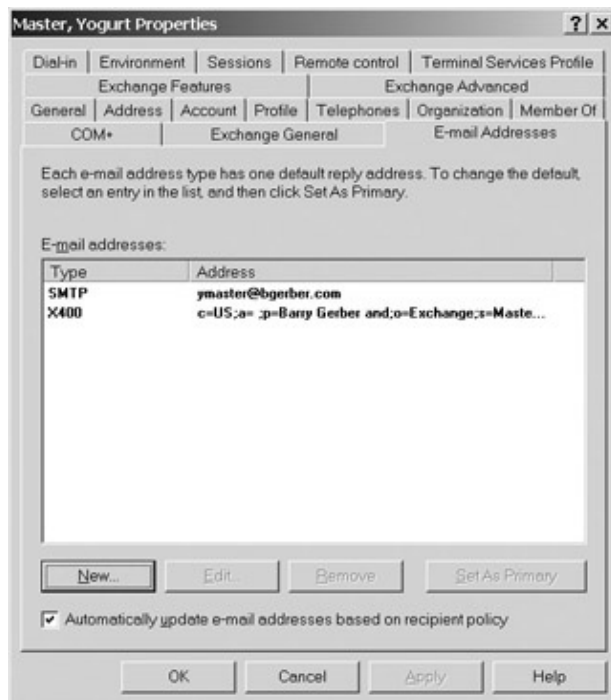 Master, Yogurt Properties
Dial-in Environment Sessions Remote control Terminal Services Profile
Exchange Features Exchange Advanced
General Address Account Profile Telephones Organization Member Of
COM+ Exchange General E-mail Addresses
Each e-mail address type has one default reply address. To change the default,
select an entry in the list, and then click Set As Primary.
E-mail addresses:
Type Address
SMTP ymaster@bgerber.com
X400 c=US;a= ;p=Barry Gerber and;o=Exchange;s=Maste...
New... Edit... Remove Set As Primary
Automatically update e-mail addresses based on recipient policy
OK Cancel Apply Help